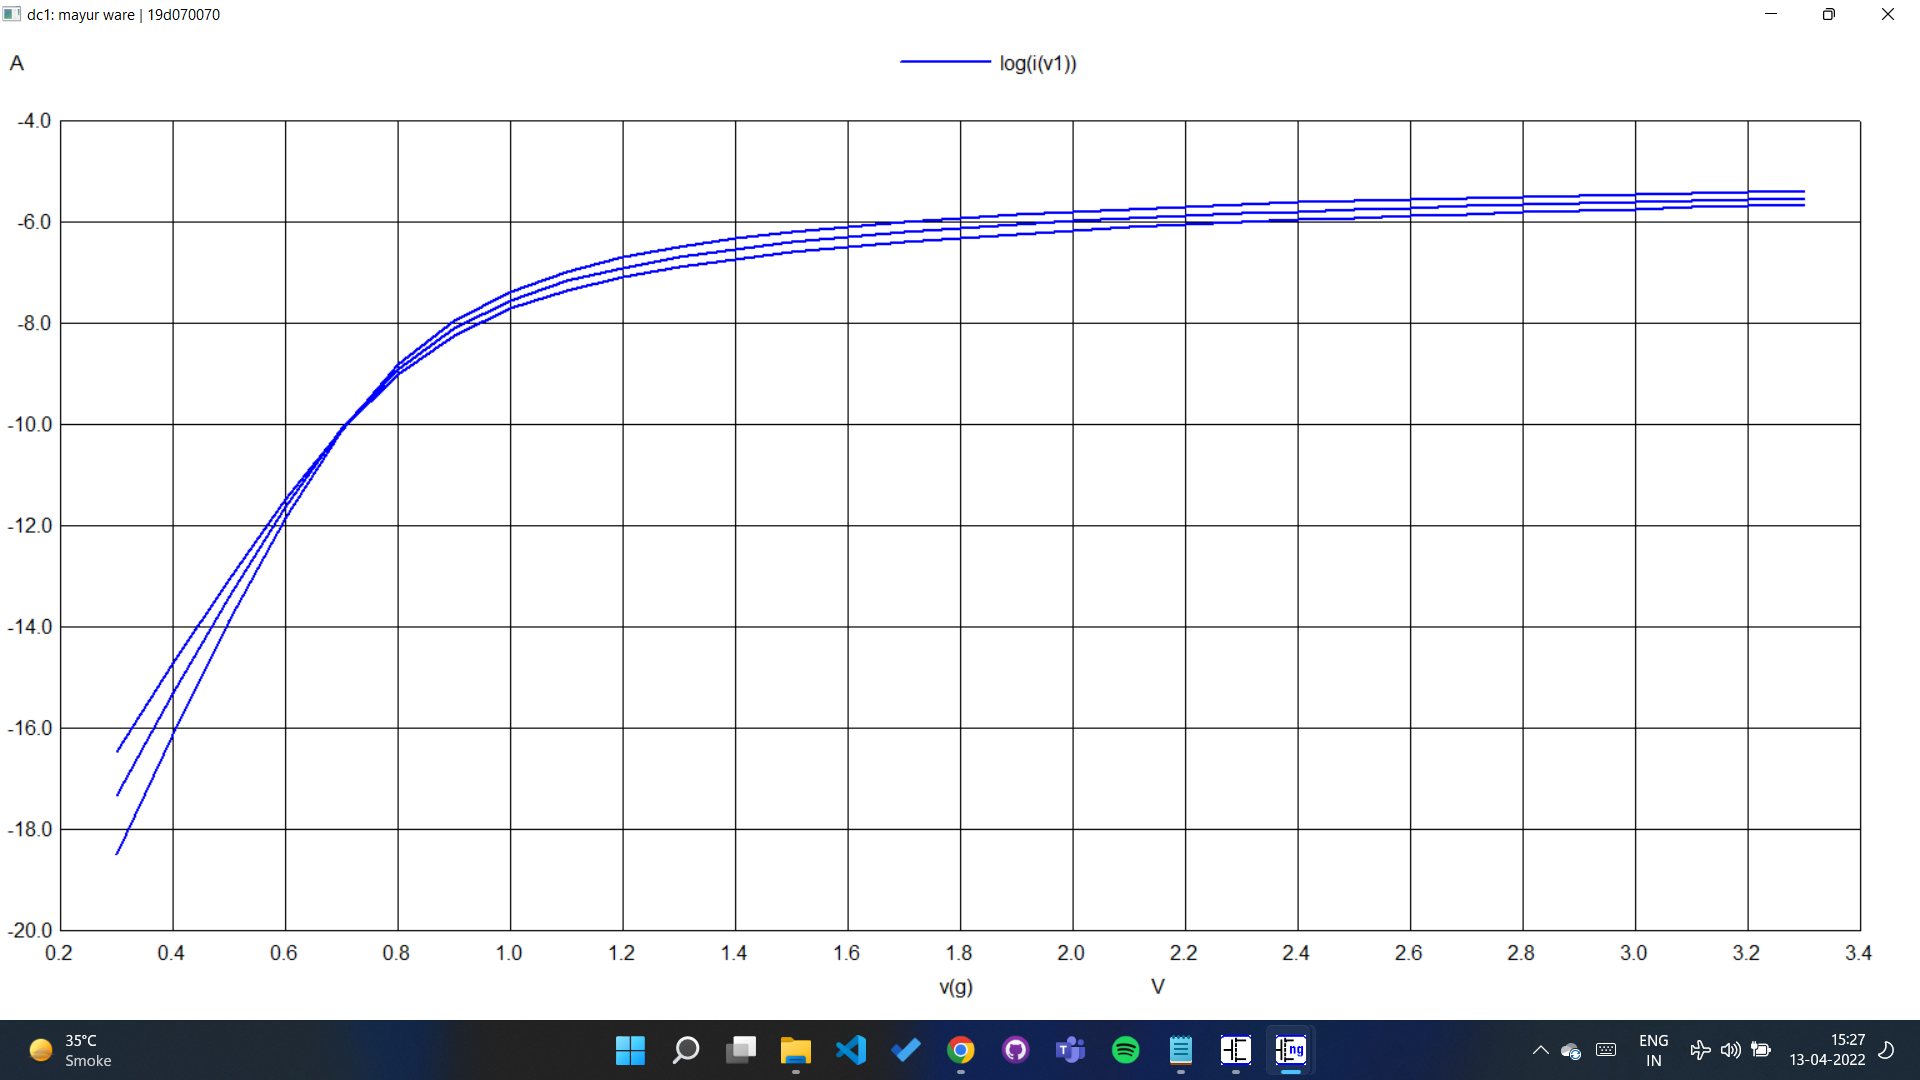 dc1: mayur ware | 19d070070
A
log(i(v1))
-4.0
-6.0
-8.0
-10.0
-12.0
-14.0
-16.0
-18.0
-20.0
0.2 0.4 0.6 0.8 1.0 1.2 1.4 1.6 1.8 2.0 2.2 2.4 2.6 2.8 3.0 3.2 3.4
v(g) V
35°C
Smoke
T
ng
ENG
IN
15:27
13-04-2022